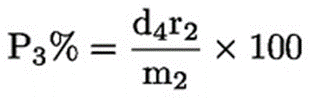 P₃% = d₄r₂/m₂ × 100